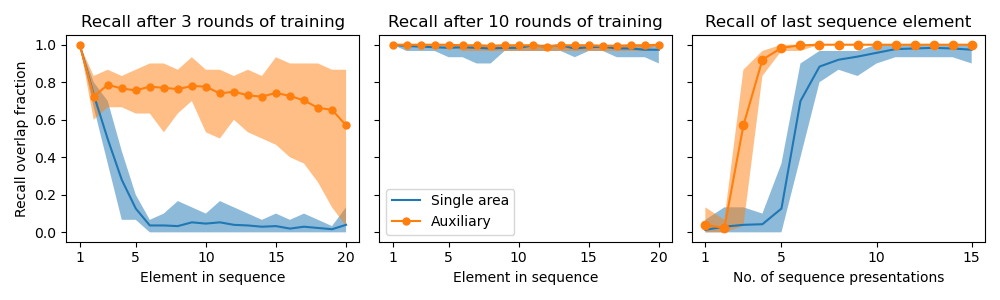 Recall after 3 rounds of training
Recall after 10 rounds of training
Recall of last sequence element
Recall overlap fraction
1.0
0.8
0.6
0.4
0.2
0.0
1 5 10 15 20
Element in sequence
Single area
Auxiliary
1 5 10 15 20
Element in sequence
1 5 10 15
No. of sequence presentations